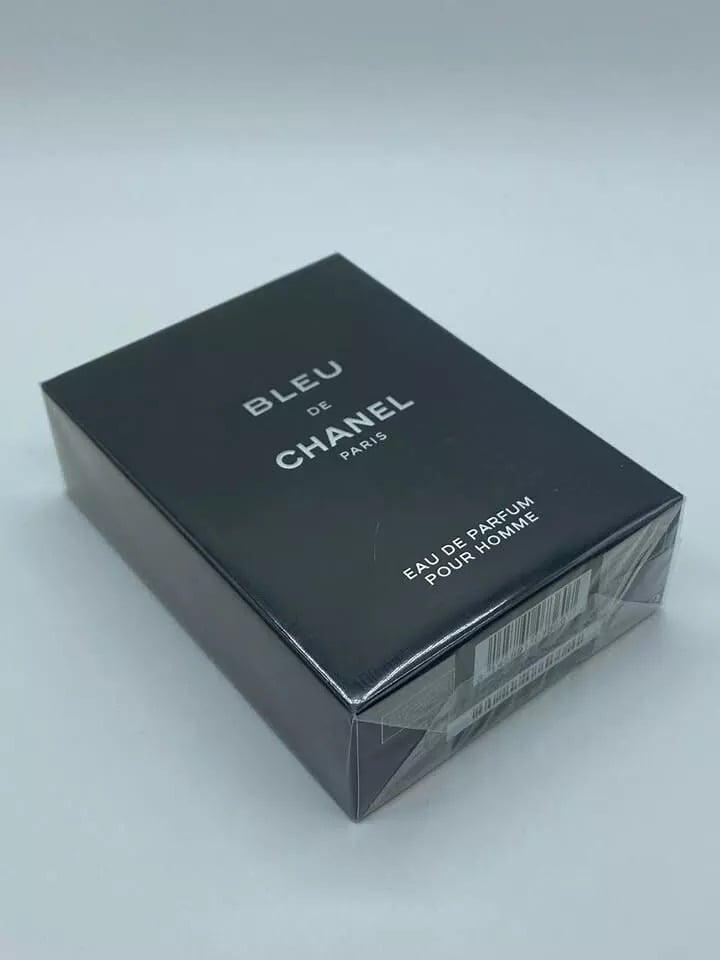 BLEU
DE
CHANEL
PARIS
EAU DE PARFUM
POUR HOMME